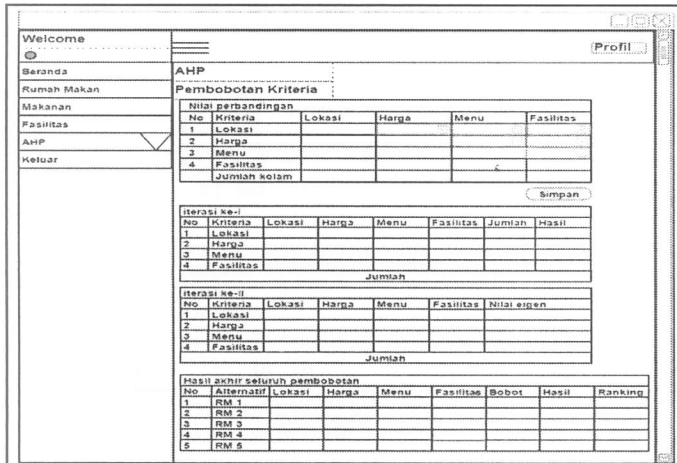 Welcome
Profil
Beranda
Rumah Makan
Makanan
Fasilitas
AHP
Keluar
AHP
Pembobotan Kriteria
Nilai perbandingan
No Kriteria Lokasi Harga Menu Fasilitas
1 Lokasi
2 Harga
3 Menu
4 Fasilitas
Jumlah kolam
Simpan
iterasi ke-I
No Kriteria Lokasi Harga Menu Fasilitas Jumlah Hasil
1 Lokasi
2 Harga
3 Menu
4 Fasilitas
Jumlah
iterasi ke-II
No Kriteria Lokasi Harga Menu Fasilitas Nilai eigen
1 Lokasi
2 Harga
3 Menu
4 Fasilitas
Jumlah
Hasil akhir seluruh pembobotan
No Alternatif Lokasi Harga Menu Fasilitas Bobot Hasil Ranking
1 RM 1
2 RM 2
3 RM 3
4 RM 4
5 RM 5